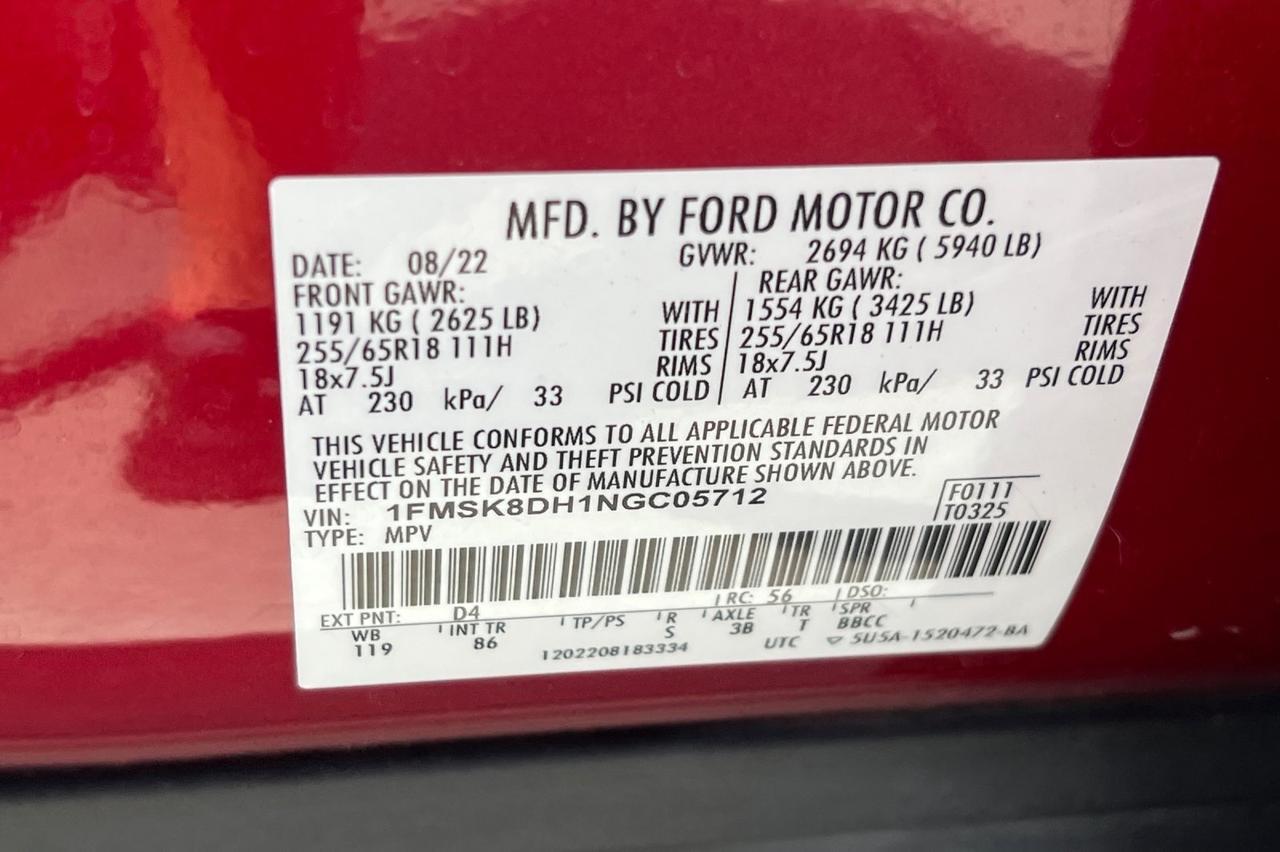 MFD. BY FORD MOTOR CO.
DATE: 08/22 GVWR: 2694 KG ( 5940 LB)
FRONT GAWR: REAR GAWR:
1191 KG ( 2625 LB) WITH 1554 KG ( 3425 LB) WITH
255/65R18 111H TIRES 255/65R18 111H TIRES
18x7.5J RIMS 18x7.5J RIMS
AT 230 kPa/ 33 PSI COLD AT 230 kPa/ 33 PSI COLD
THIS VEHICLE CONFORMS TO ALL APPLICABLE FEDERAL MOTOR
VEHICLE SAFETY AND THEFT PREVENTION STANDARDS IN
EFFECT ON THE DATE OF MANUFACTURE SHOWN ABOVE.
VIN: 1FMSK8DH1NGC05712 F0111
TYPE: MPV T0325
EXT PNT: D4 RC: 56 DSO:
WB INT TR TP/PS R AXLE TR SPR
119 86 S 3B T BBCC
1202208183334 UTC 5U5A-1520472-BA